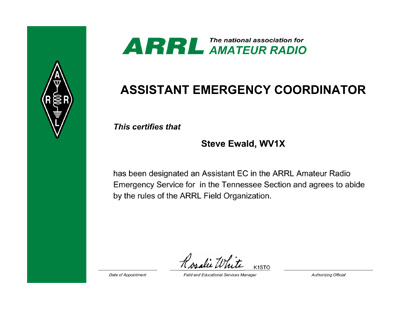 ARRL The national association for
AMATEUR RADIO
A
R R
L
ASSISTANT EMERGENCY COORDINATOR
This certifies that
Steve Ewald, WV1X
has been designated an Assistant EC in the ARRL Amateur Radio
Emergency Service for in the Tennessee Section and agrees to abide
by the rules of the ARRL Field Organization.
Rosalie White K1STO
Date of Appointment Field and Educational Services Manager Authorizing Official